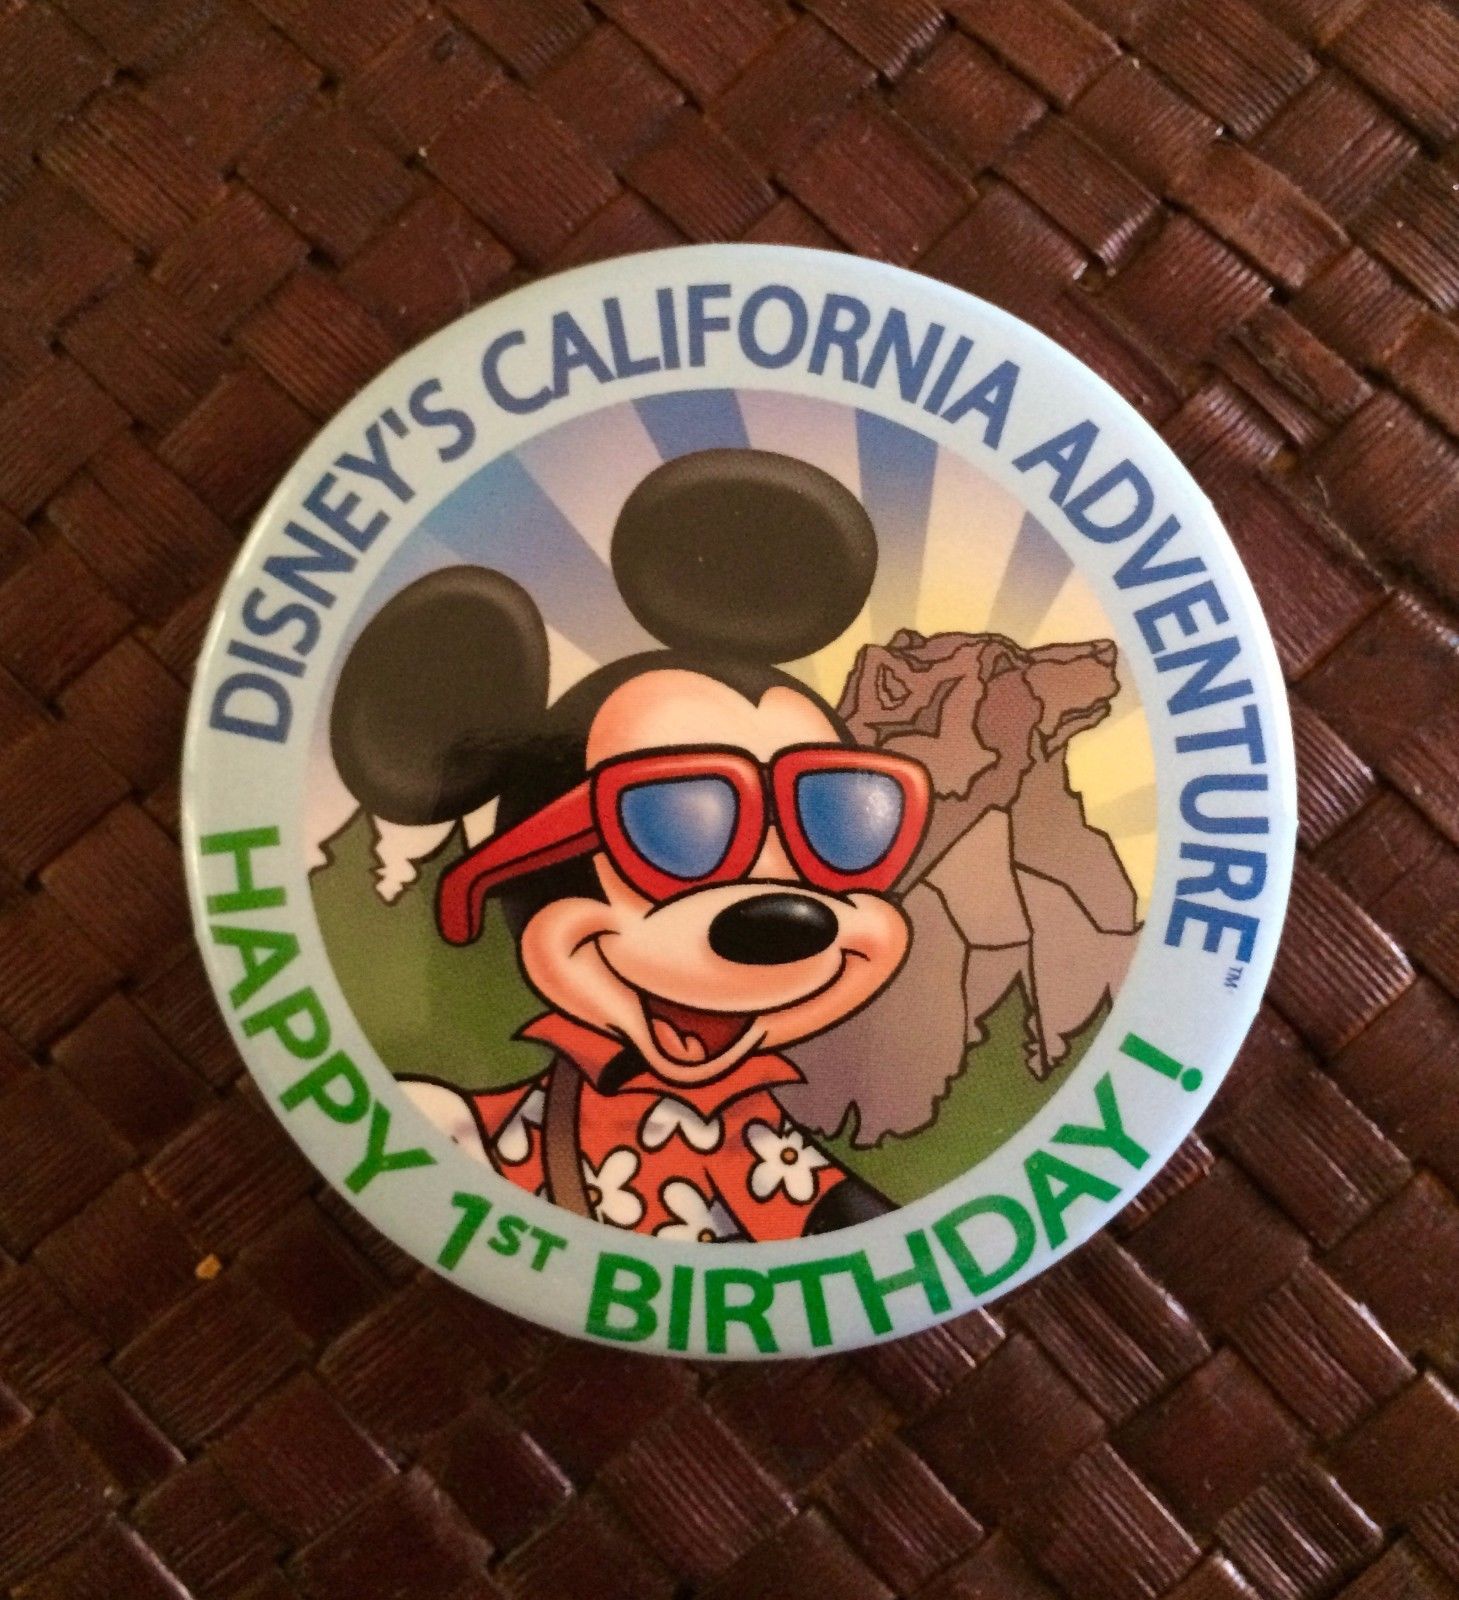 DISNEY'S CALIFORNIA ADVENTURE™
HAPPY 1ST BIRTHDAY!